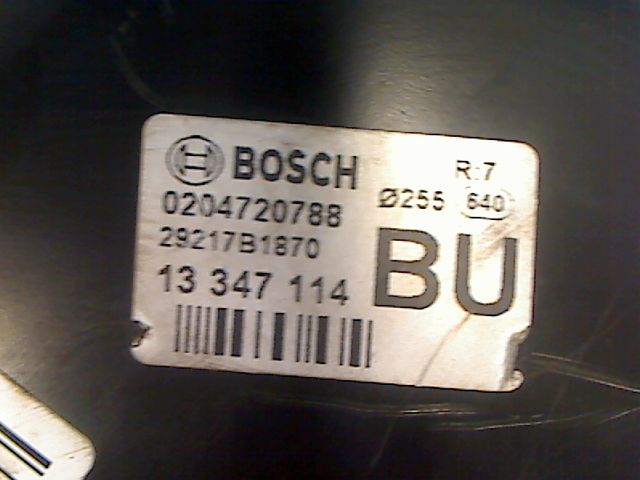 BOSCH R:7
0204720788 Ø255 640
29217B1870
13 347 114 BU